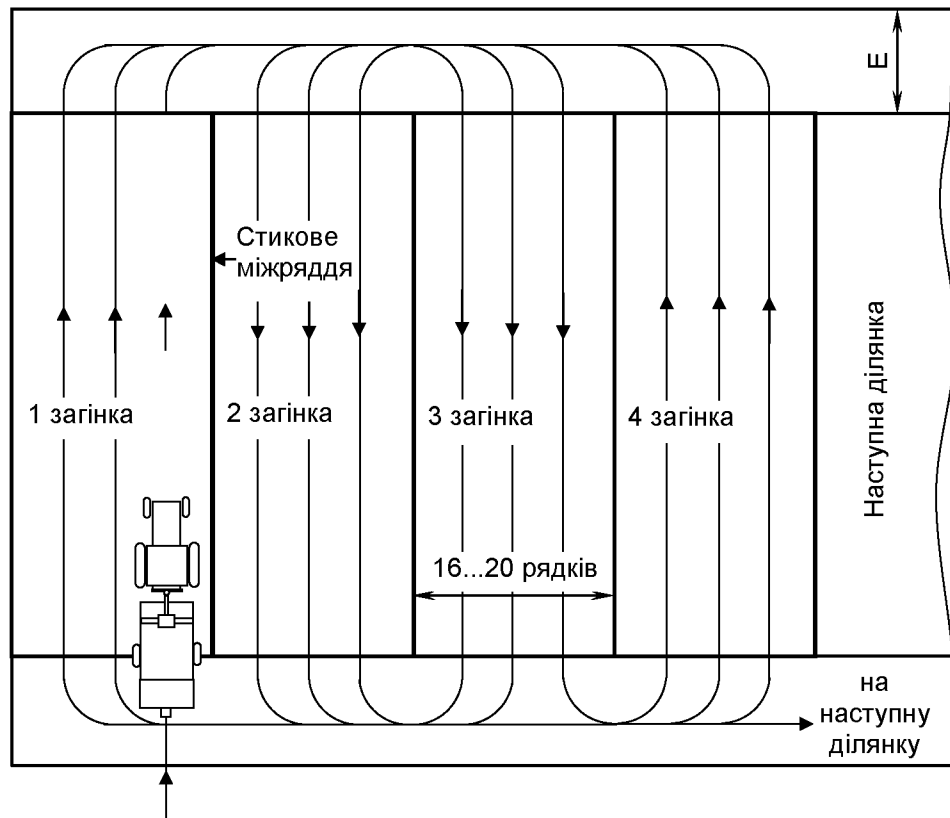 E
Стикове
міжряддя
1 загінка
2 загінка
3 загінка
4 загінка
Наступна ділянка
16...20 рядків
на
наступну
ділянку